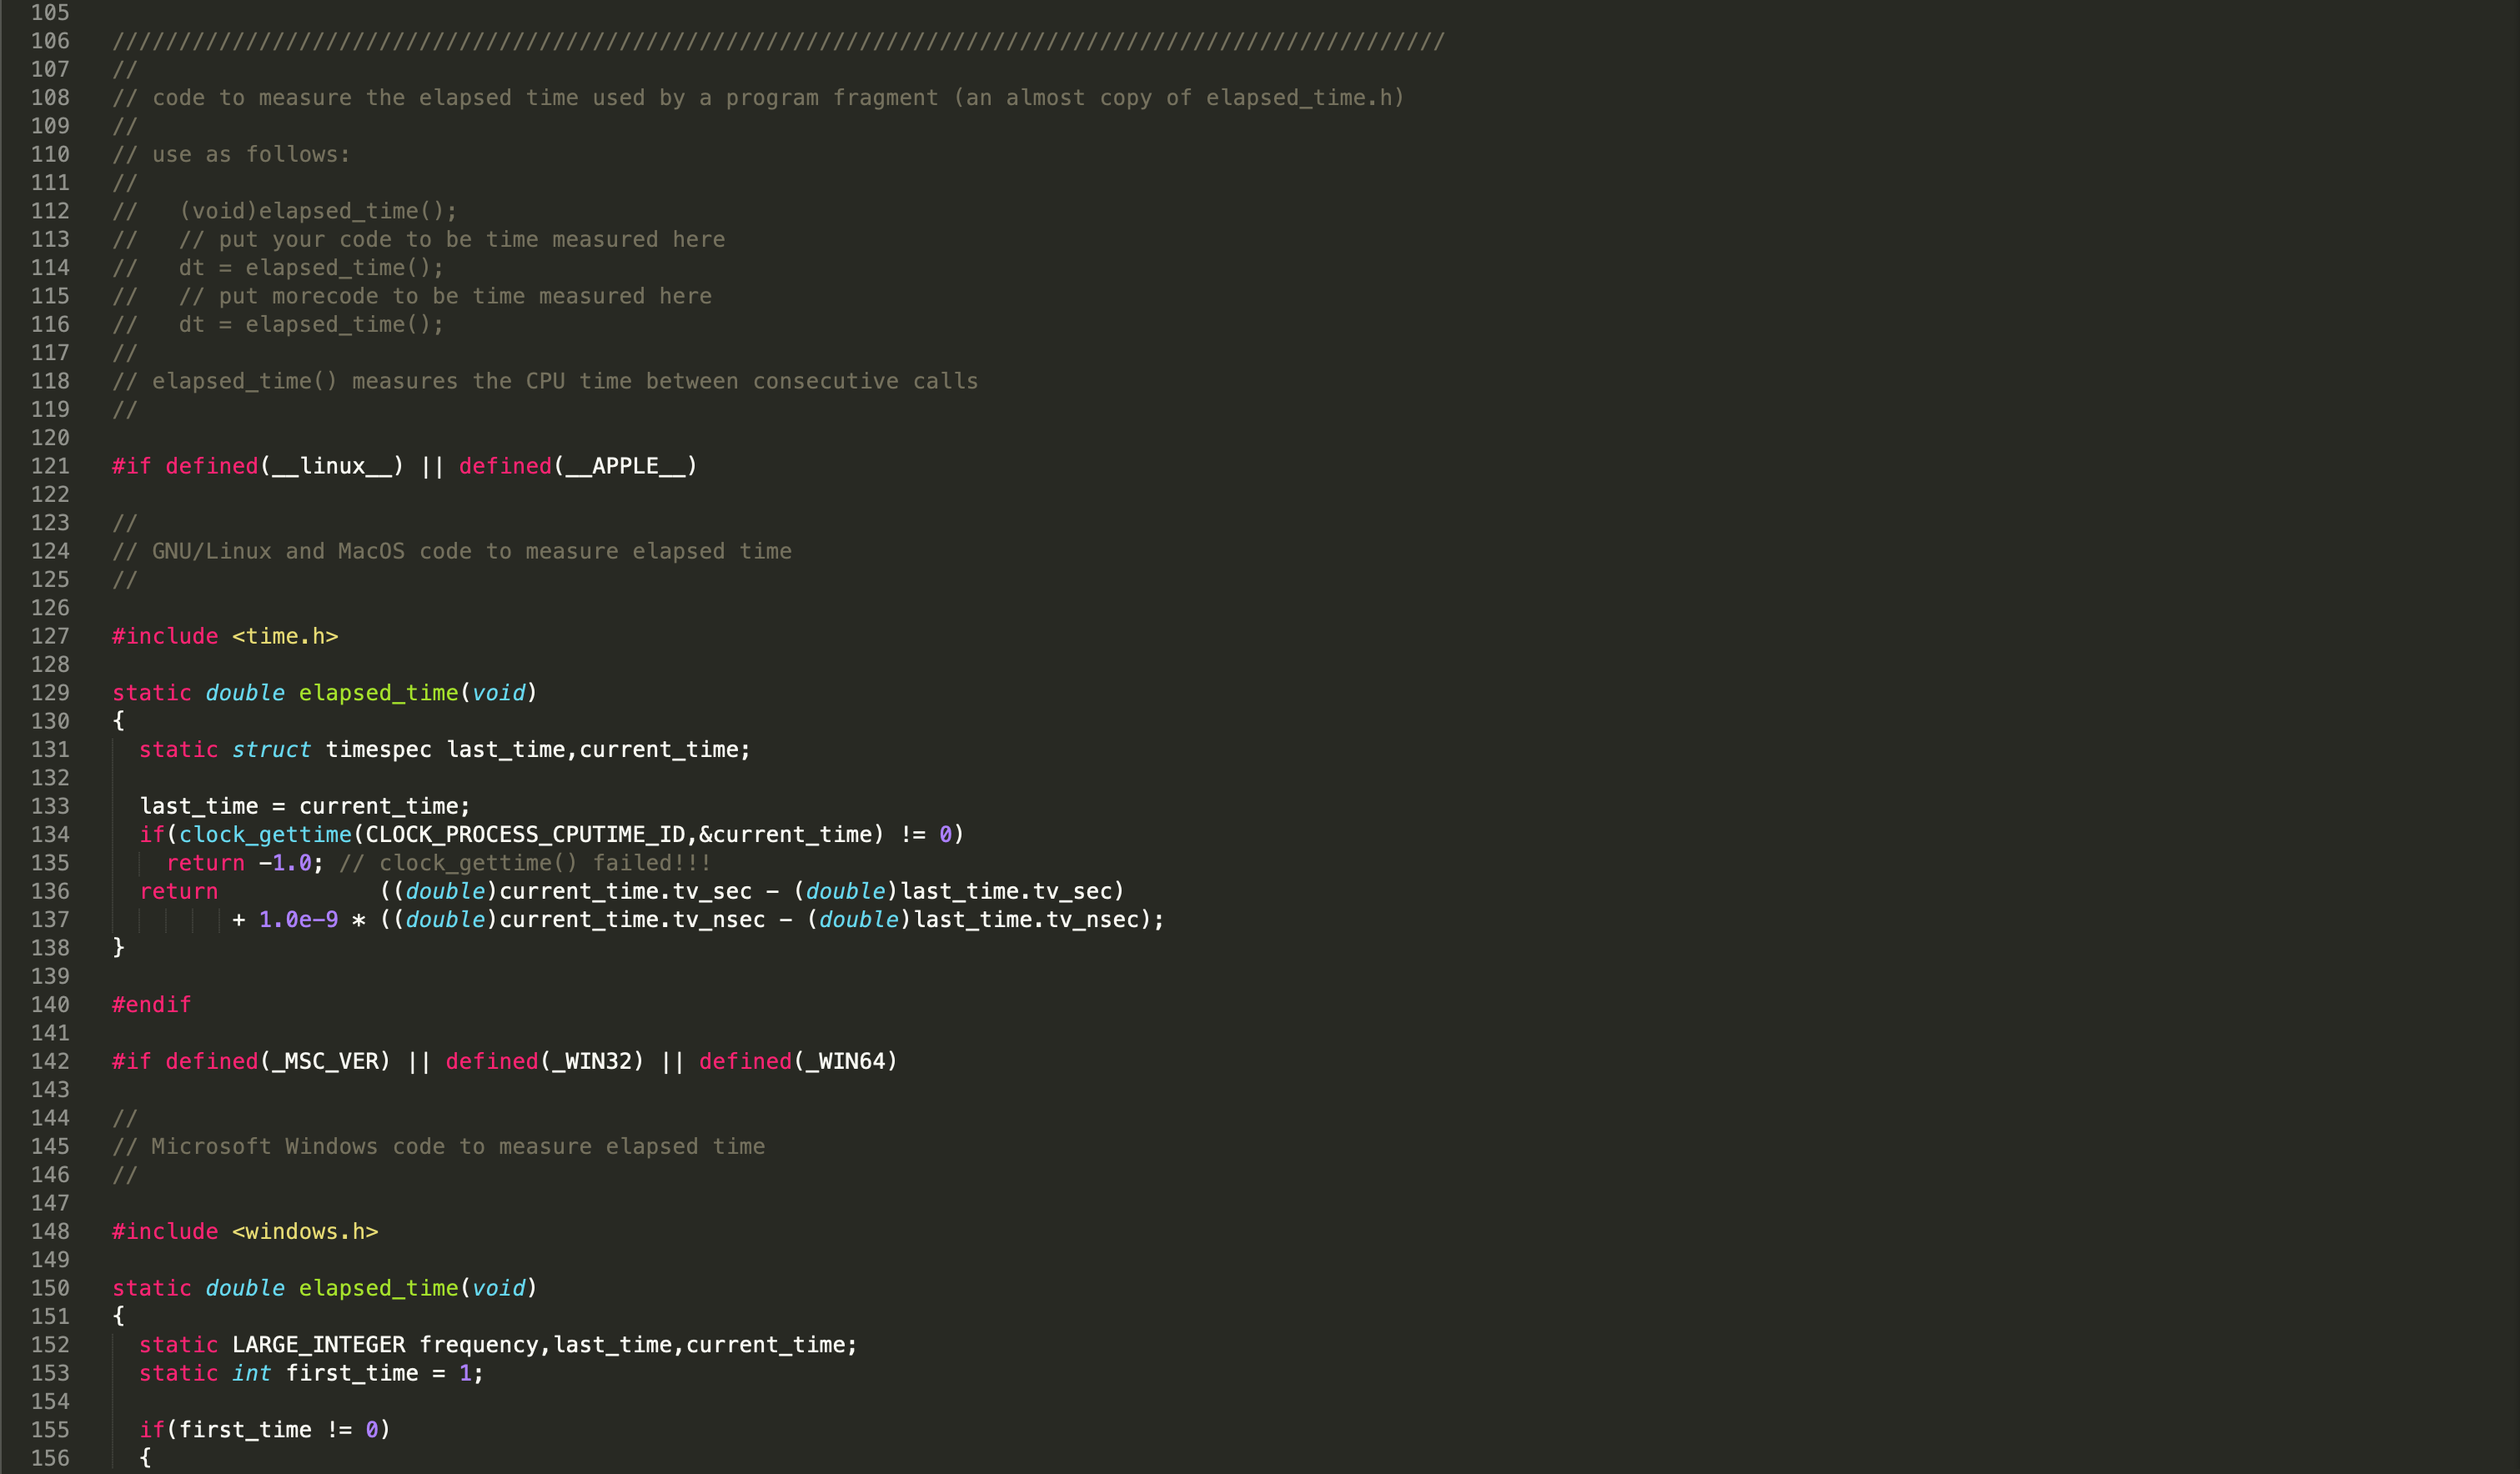 105
106 ////////////////////////////////////////////////////////////////////////////////////////////////////
107 //
108 // code to measure the elapsed time used by a program fragment (an almost copy of elapsed_time.h)
109 //
110 // use as follows:
111 //
112 //   (void)elapsed_time();
113 //   // put your code to be time measured here
114 //   dt = elapsed_time();
115 //   // put morecode to be time measured here
116 //   dt = elapsed_time();
117 //
118 // elapsed_time() measures the CPU time between consecutive calls
119 //
120
121 #if defined(__linux__) || defined(__APPLE__)
122
123 //
124 // GNU/Linux and MacOS code to measure elapsed time
125 //
126
127 #include <time.h>
128
129 static double elapsed_time(void)
130 {
131   static struct timespec last_time,current_time;
132
133   last_time = current_time;
134   if(clock_gettime(CLOCK_PROCESS_CPUTIME_ID,&current_time) != 0)
135     return -1.0; // clock_gettime() failed!!!
136   return            ((double)current_time.tv_sec - (double)last_time.tv_sec)
137          + 1.0e-9 * ((double)current_time.tv_nsec - (double)last_time.tv_nsec);
138 }
139
140 #endif
141
142 #if defined(_MSC_VER) || defined(_WIN32) || defined(_WIN64)
143
144 //
145 // Microsoft Windows code to measure elapsed time
146 //
147
148 #include <windows.h>
149
150 static double elapsed_time(void)
151 {
152   static LARGE_INTEGER frequency,last_time,current_time;
153   static int first_time = 1;
154
155   if(first_time != 0)
156   {